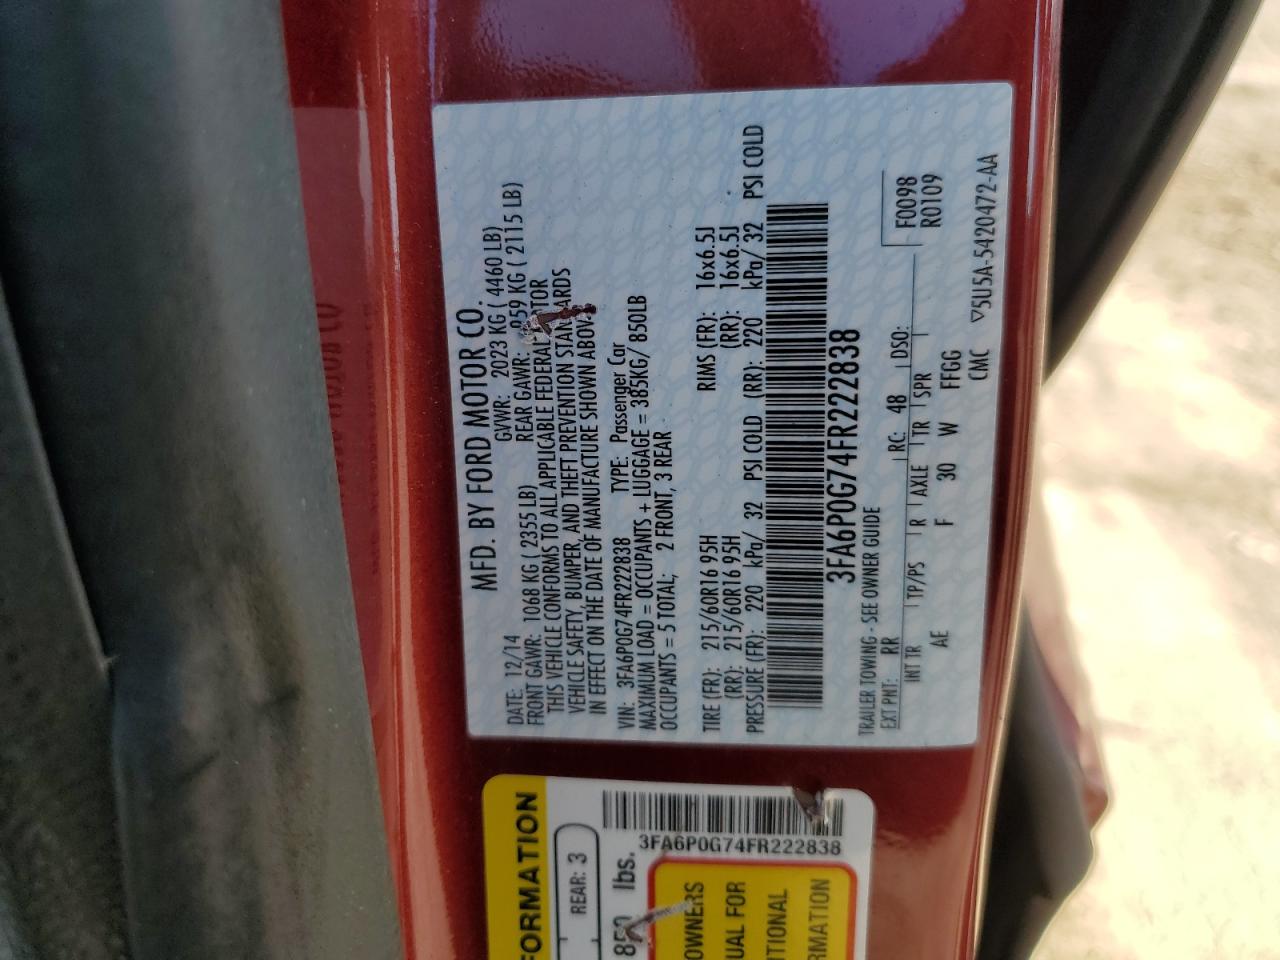 MFD. BY FORD MOTOR CO.
DATE: 12/14 GVWR: 2023 KG ( 4460 LB)
FRONT GAWR: 1068 KG ( 2355 LB) REAR GAWR: 959 KG ( 2115 LB)
THIS VEHICLE CONFORMS TO ALL APPLICABLE FEDERAL MOTOR
VEHICLE SAFETY, BUMPER, AND THEFT PREVENTION STANDARDS
IN EFFECT ON THE DATE OF MANUFACTURE SHOWN ABOVE
VIN: 3FA6P0G74FR222838 TYPE: Passenger Car
MAXIMUM LOAD = OCCUPANTS + LUGGAGE = 385KG/ 850LB
OCCUPANTS = 5 TOTAL; 2 FRONT, 3 REAR
TIRE (FR): 215/60R16 95H RIMS (FR): 16x6.5J
(RR): 215/60R16 95H (RR): 16x6.5J
PRESSURE (FR): 220 kPa/ 32 PSI COLD (RR): 220 kPa/ 32 PSI COLD
3FA6P0G74FR222838
TRAILER TOWING - SEE OWNER GUIDE
EXT PNT: RR RC: 48 DSO:
INT TR TP/PS R AXLE TR SPR
AE F 30 W FFGG
CMC
F0098
R0109
▽5U5A-5420472-AA
FORMATION
REAR: 3
850 lbs.
3FA6P0G74FR222838
OWNERS
UAL FOR
ITIONAL
RMATION